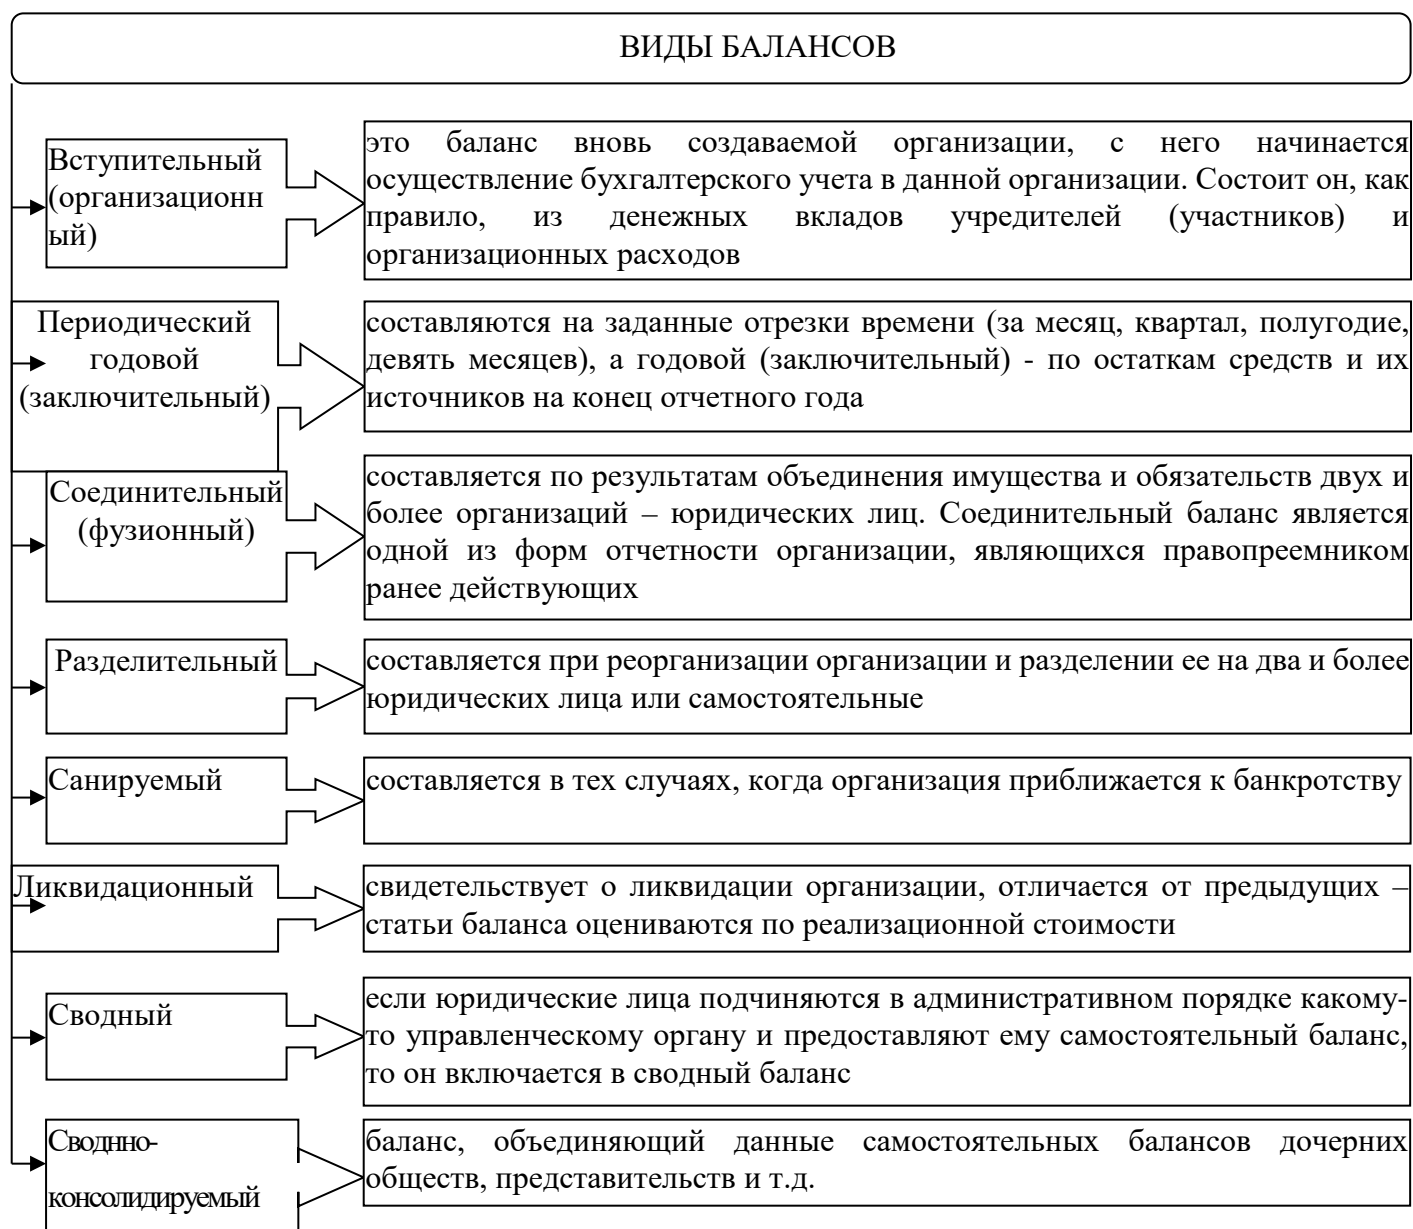 ВИДЫ БАЛАНСОВ
Вступительный
(организационн
ый)
это баланс вновь создаваемой организации, с него начинается
осуществление бухгалтерского учета в данной организации. Состоит он, как
правило, из денежных вкладов учредителей (участников) и
организационных расходов
Периодический
годовой
(заключительный)
составляются на заданные отрезки времени (за месяц, квартал, полугодие,
девять месяцев), а годовой (заключительный) - по остаткам средств и их
источников на конец отчетного года
Соединительный
(фузионный)
составляется по результатам объединения имущества и обязательств двух и
более организаций – юридических лиц. Соединительный баланс является
одной из форм отчетности организации, являющихся правопреемником
ранее действующих
Разделительный
составляется при реорганизации организации и разделении ее на два и более
юридических лица или самостоятельные
Санируемый
составляется в тех случаях, когда организация приближается к банкротству
Ликвидационный
свидетельствует о ликвидации организации, отличается от предыдущих –
статьи баланса оцениваются по реализационной стоимости
Сводный
если юридические лица подчиняются в административном порядке какому-
то управленческому органу и предоставляют ему самостоятельный баланс,
то он включается в сводный баланс
Своднно-
консолидируемый
баланс, объединяющий данные самостоятельных балансов дочерних
обществ, представительств и т.д.